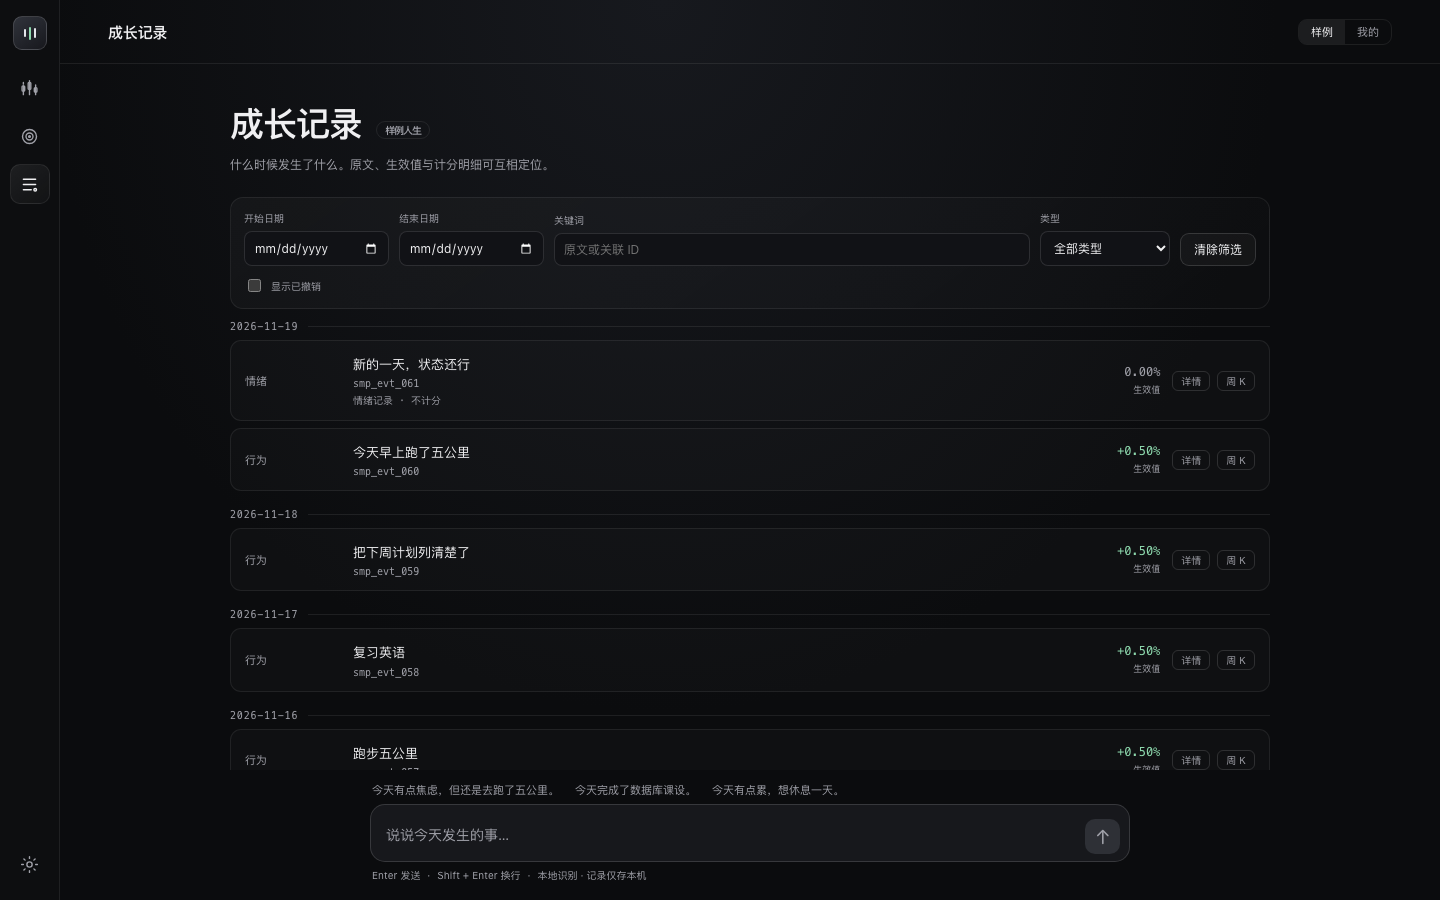 成长记录
样例 我的
成长记录 样例人生
什么时候发生了什么。原文、生效值与计分明细可互相定位。
开始日期 结束日期 关键词 类型
mm/dd/yyyy mm/dd/yyyy 原文或关联 ID 全部类型 清除筛选
显示已撤销
2026-11-19
情绪
新的一天，状态还行
smp_evt_061
情绪记录 · 不计分
0.00%
生效值
详情 周 K
行为
今天早上跑了五公里
smp_evt_060
+0.50%
生效值
详情 周 K
2026-11-18
行为
把下周计划列清楚了
smp_evt_059
+0.50%
生效值
详情 周 K
2026-11-17
行为
复习英语
smp_evt_058
+0.50%
生效值
详情 周 K
2026-11-16
行为
跑步五公里
+0.50%
生效值
详情 周 K
今天有点焦虑，但还是去跑了五公里。 今天完成了数据库课设。 今天有点累，想休息一天。
说说今天发生的事...
Enter 发送 · Shift + Enter 换行 · 本地识别 · 记录仅存本机